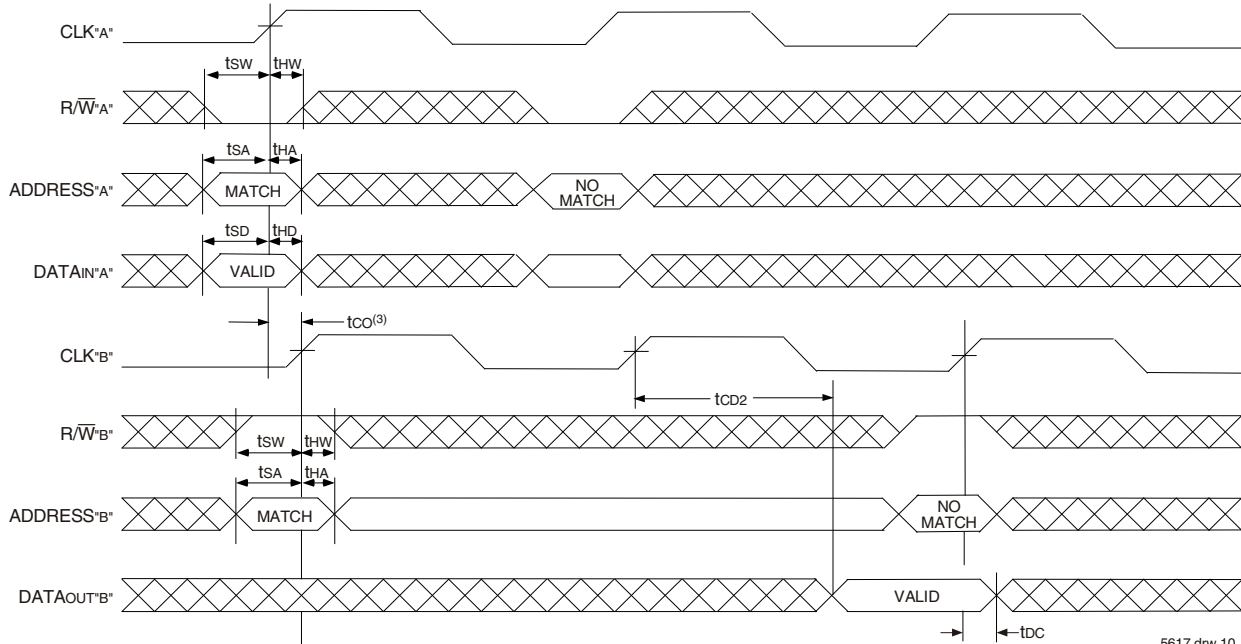 CLK"A"
tSW tHW
R/W̅"A"
tSA tHA
ADDRESS"A" MATCH NO MATCH
tSD tHD
DATAIN"A" VALID
tCO(3)
CLK"B"
tCD2
R/W̅"B"
tSW tHW
tSA tHA
ADDRESS"B" MATCH NO MATCH
DATAOUT"B" VALID
tDC
5617 drw 10